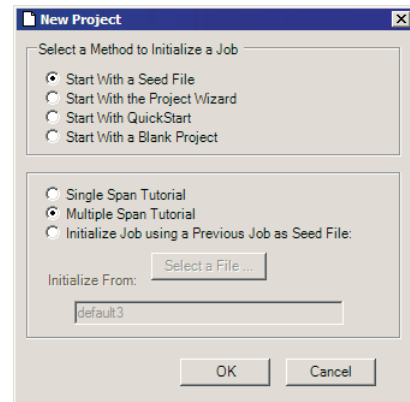 New Project
Select a Method to Initialize a Job
Start With a Seed File
Start With the Project Wizard
Start With QuickStart
Start With a Blank Project
Single Span Tutorial
Multiple Span Tutorial
Initialize Job using a Previous Job as Seed File:
Select a File ...
Initialize From:
default3
OK Cancel